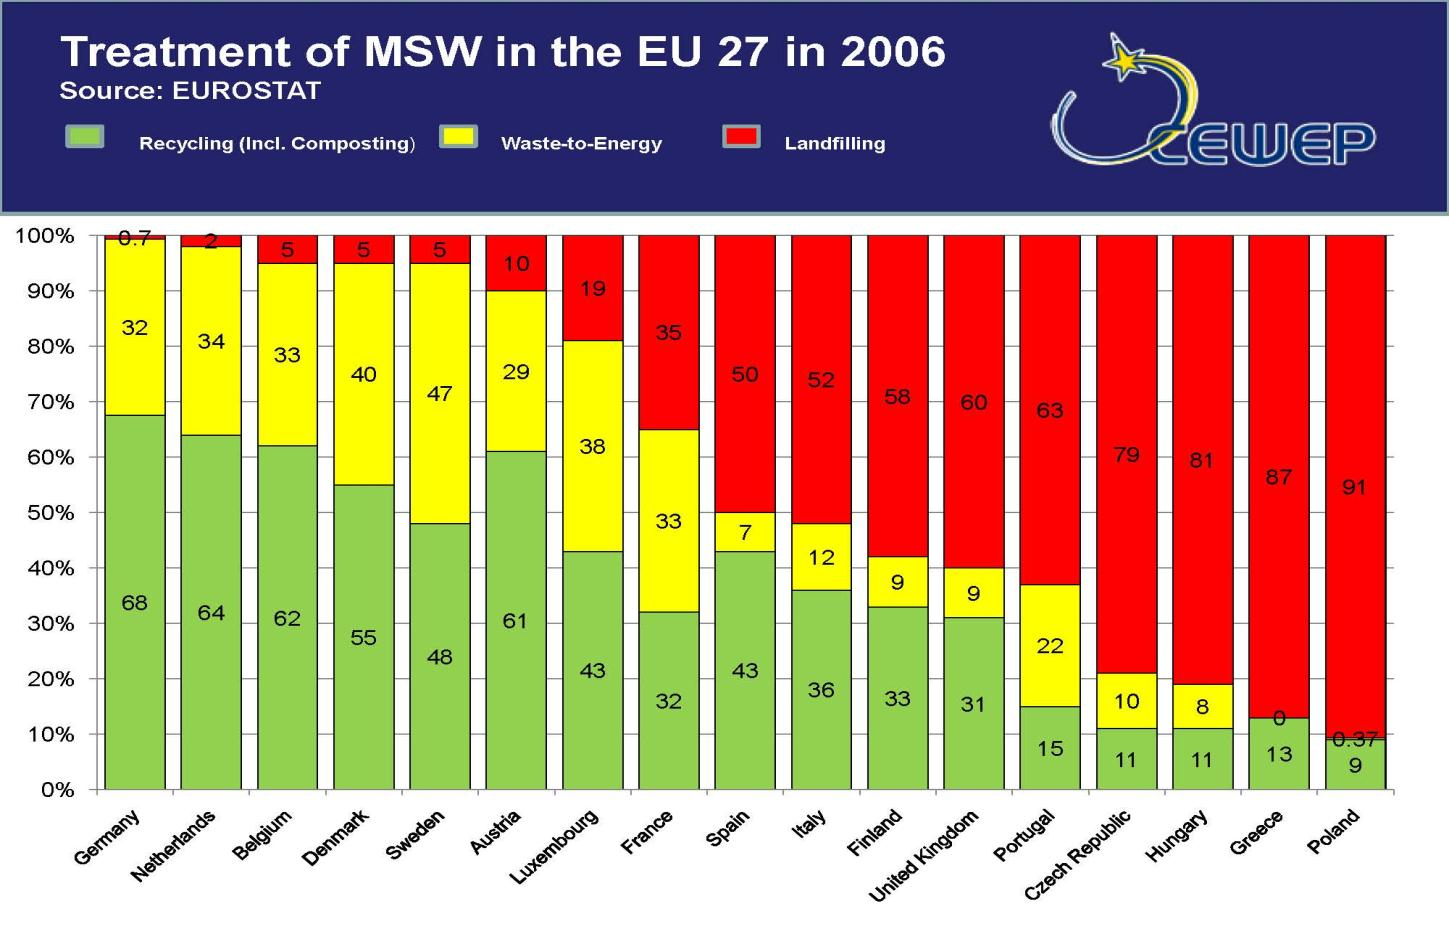 Treatment of MSW in the EU 27 in 2006
Source: EUROSTAT
Recycling (Incl. Composting) Waste-to-Energy Landfilling
CEWEP
100%
90%
80%
70%
60%
50%
40%
30%
20%
10%
0%
0.7 2 5 5 5 10 19 35 50 52 58 60 63 79 81 87 91
32 34 33 40 47 29 38 33 7 12 9 9 22 10 8 0 0.37
68 64 62 55 48 61 43 32 43 36 33 31 15 11 11 13 9
Germany
Netherlands
Belgium
Denmark
Sweden
Austria
Luxembourg
France
Spain
Italy
Finland
United Kingdom
Portugal
Czech Republic
Hungary
Greece
Poland